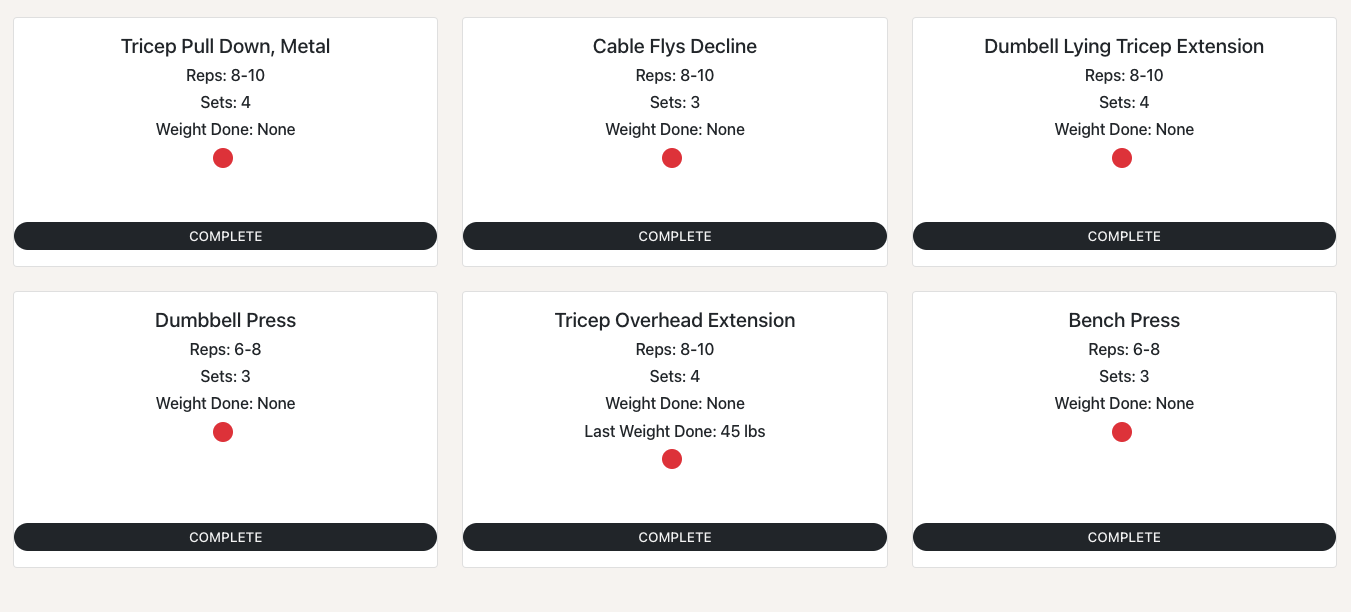 Tricep Pull Down, Metal
Reps: 8-10
Sets: 4
Weight Done: None
COMPLETE
Cable Flys Decline
Reps: 8-10
Sets: 3
Weight Done: None
COMPLETE
Dumbell Lying Tricep Extension
Reps: 8-10
Sets: 4
Weight Done: None
COMPLETE
Dumbbell Press
Reps: 6-8
Sets: 3
Weight Done: None
COMPLETE
Tricep Overhead Extension
Reps: 8-10
Sets: 4
Weight Done: None
Last Weight Done: 45 lbs
COMPLETE
Bench Press
Reps: 6-8
Sets: 3
Weight Done: None
COMPLETE